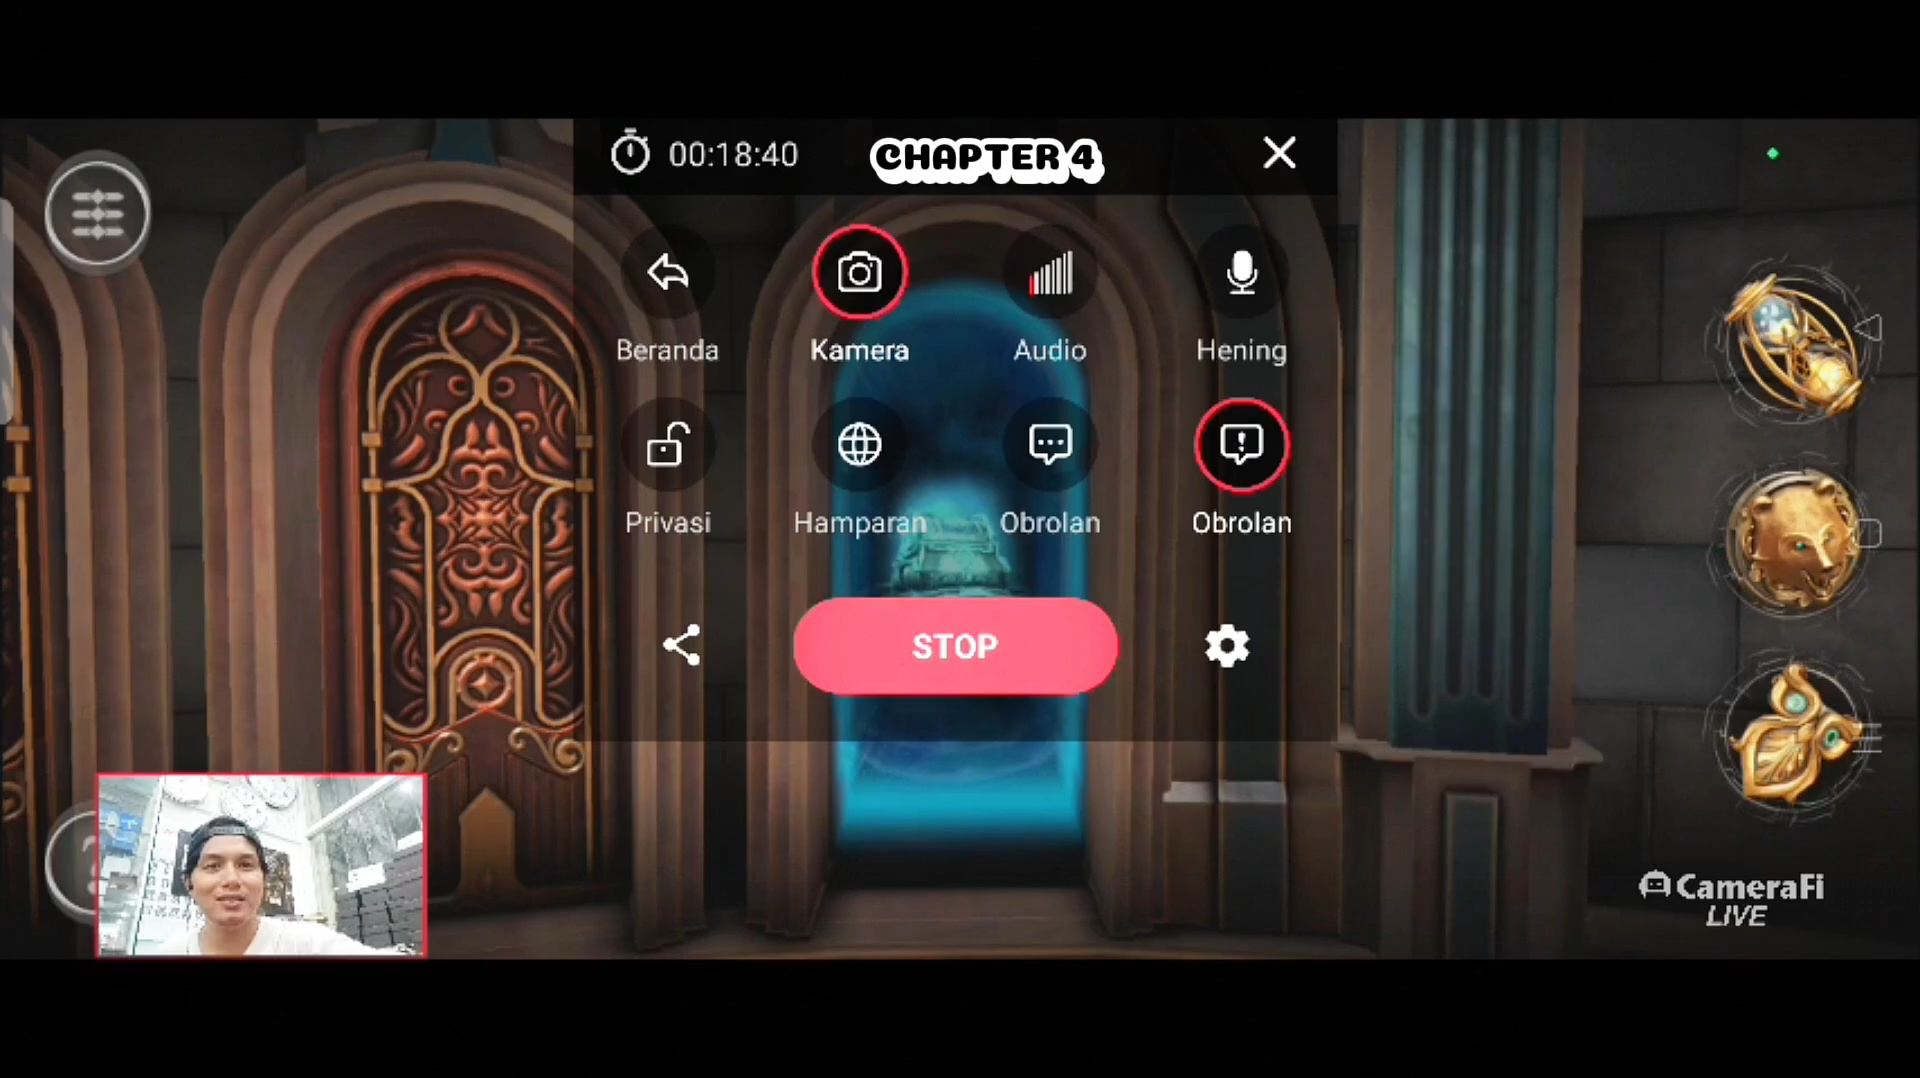 00:18:40
CHAPTER 4
Beranda
Kamera
Audio
Hening
Privasi
Hamparan
Obrolan
Obrolan
STOP
CameraFi
LIVE